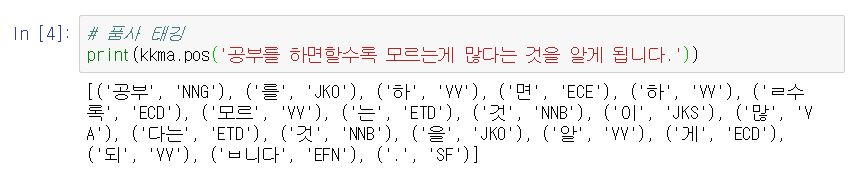 In [4]: # 품사 태깅
print(kkma.pos('공부를 하면할수록 모르는게 많다는 것을 알게 됩니다.'))
[('공부', 'NNG'), ('를', 'JKO'), ('하', 'VV'), ('면', 'ECE'), ('하', 'VV'), ('ㄹ수
록', 'ECD'), ('모르', 'VV'), ('는', 'ETD'), ('것', 'NNB'), ('이', 'JKS'), ('많', 'V
A'), ('다는', 'ETD'), ('것', 'NNB'), ('을', 'JKO'), ('알', 'VV'), ('게', 'ECD'),
('되', 'VV'), ('ㅂ니다', 'EFN'), ('.', 'SF')]